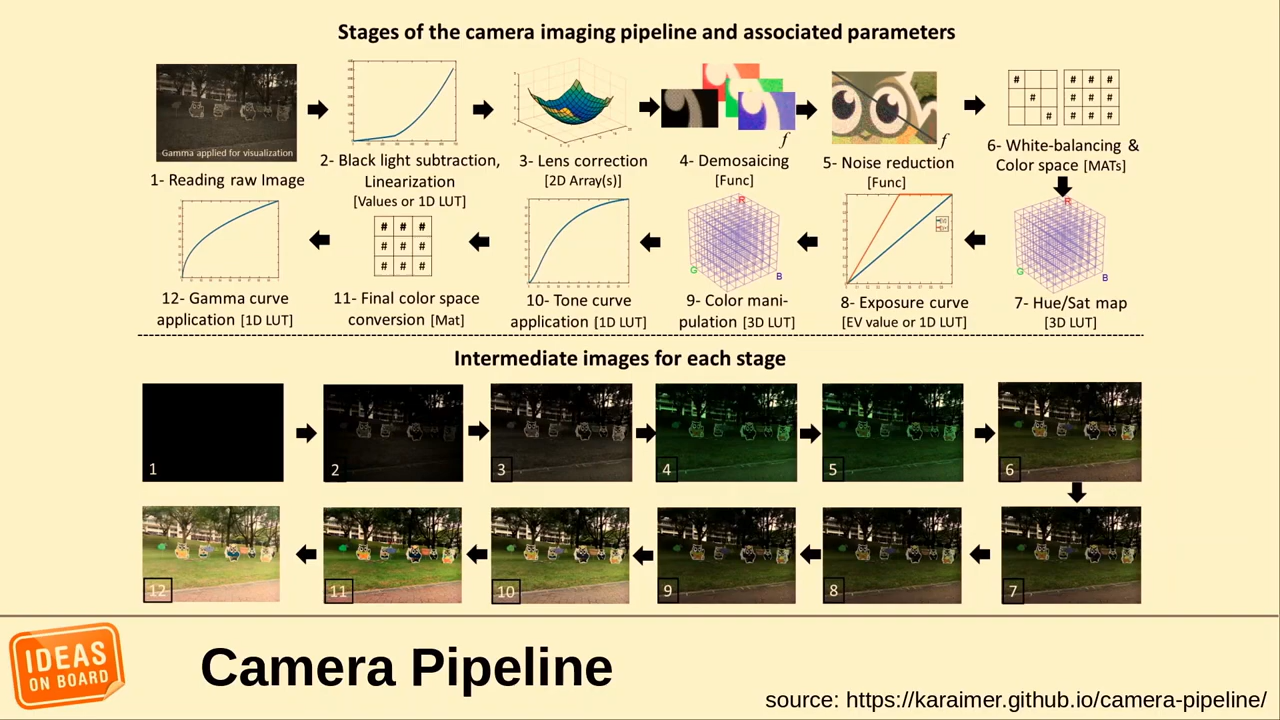 Stages of the camera imaging pipeline and associated parameters
Gamma applied for visualization
1- Reading raw Image
2- Black light subtraction,
Linearization
[Values or 1D LUT]
3- Lens correction
[2D Array(s)]
f
4- Demosaicing
[Func]
f
5- Noise reduction
[Func]
#
#
#
# # #
# # #
# # #
6- White-balancing &
Color space [MATs]
R
G
B
7- Hue/Sat map
[3D LUT]
8- Exposure curve
[EV value or 1D LUT]
R
G
B
9- Color mani-
pulation [3D LUT]
10- Tone curve
application [1D LUT]
# # #
# # #
# # #
11- Final color space
conversion [Mat]
12- Gamma curve
application [1D LUT]
Intermediate images for each stage
1
2
3
4
5
6
7
8
9
10
11
12
IDEAS
ON BOARD
Camera Pipeline
source: https://karaimer.github.io/camera-pipeline/